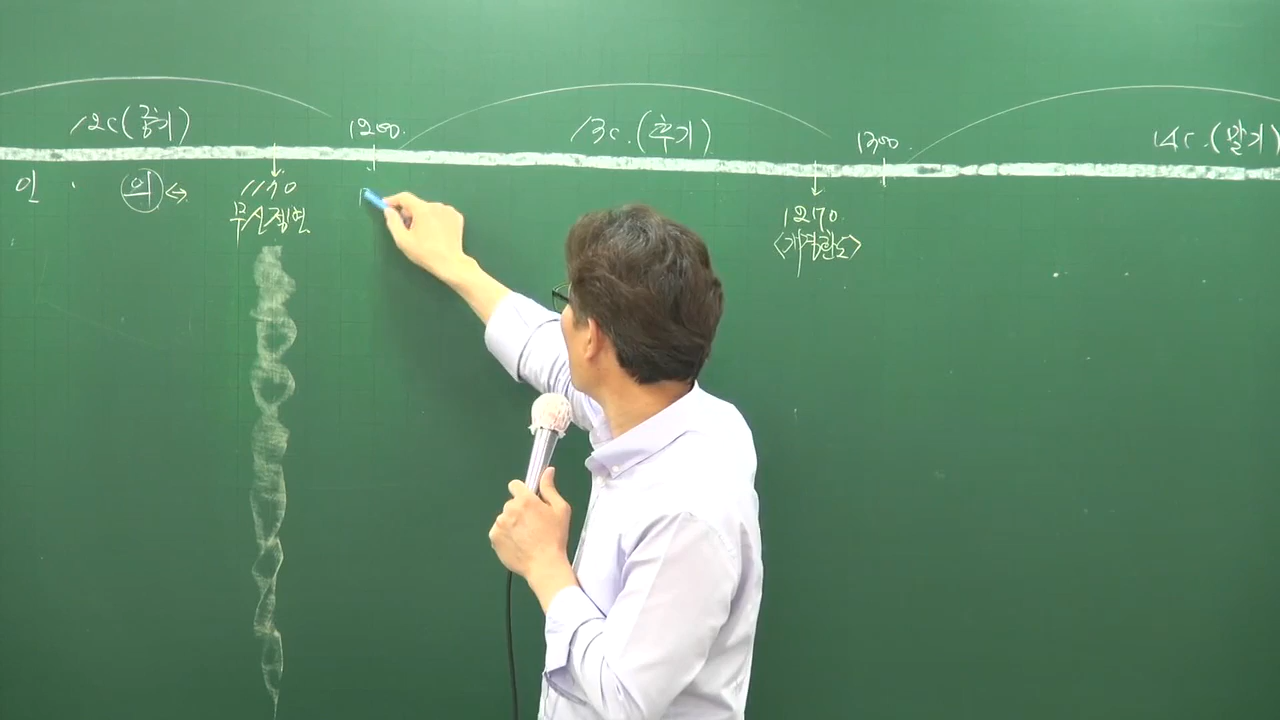 12C(중기)
1200.
13C.(후기)
1300.
14C.(말기)
인 · 의 ↔
1170
무신정변
1270.
<개경환도>